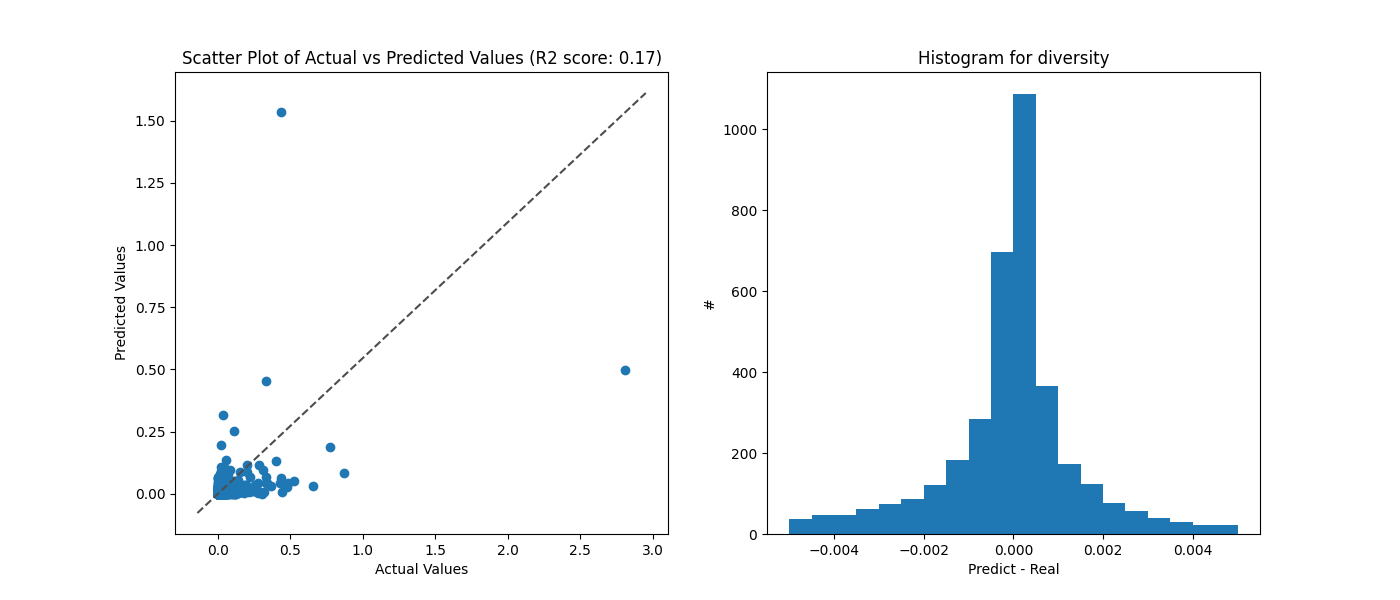 Scatter Plot of Actual vs Predicted Values (R2 score: 0.17)
1.50
1.25
1.00
0.75
0.50
0.25
0.00
Predicted Values
0.0 0.5 1.0 1.5 2.0 2.5 3.0
Actual Values
Histogram for diversity
1000
800
600
400
200
0
#
−0.004 −0.002 0.000 0.002 0.004
Predict - Real